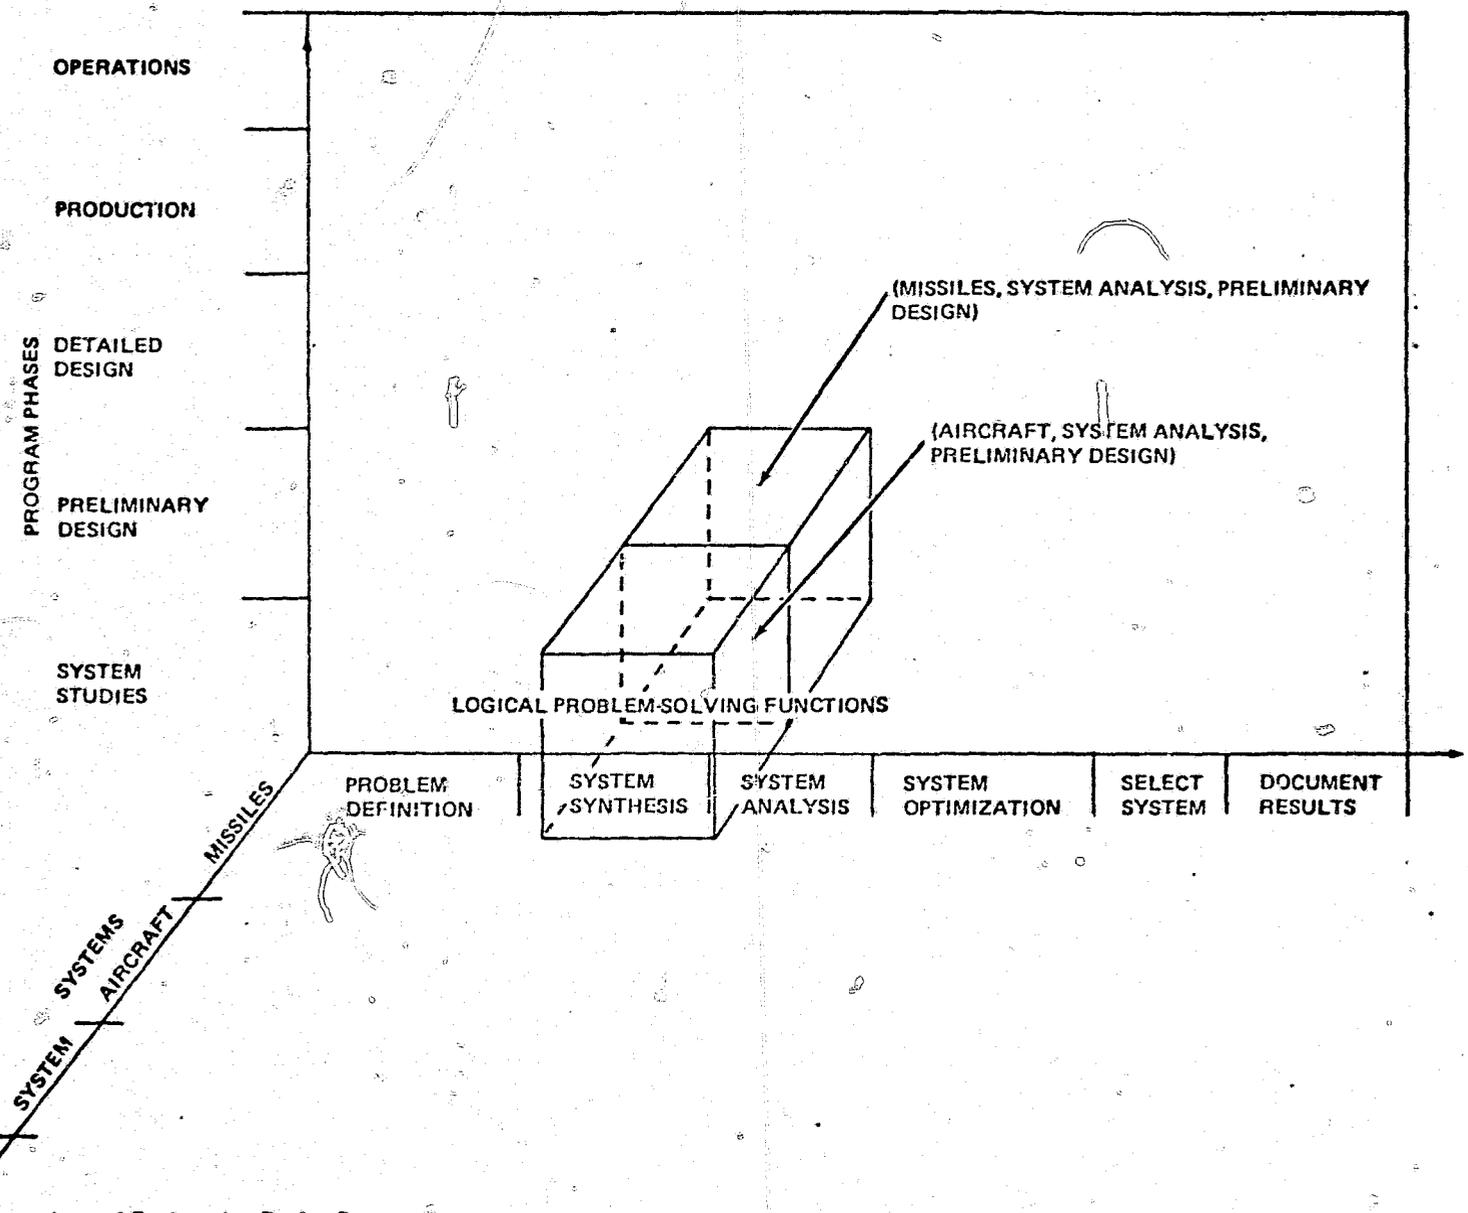 OPERATIONS
PRODUCTION
DETAILED
DESIGN
PRELIMINARY
DESIGN
SYSTEM
STUDIES
PROGRAM PHASES
(MISSILES, SYSTEM ANALYSIS, PRELIMINARY
DESIGN)
(AIRCRAFT, SYSTEM ANALYSIS,
PRELIMINARY DESIGN)
LOGICAL PROBLEM-SOLVING FUNCTIONS
PROBLEM
DEFINITION
SYSTEM
SYNTHESIS
SYSTEM
ANALYSIS
SYSTEM
OPTIMIZATION
SELECT
SYSTEM
DOCUMENT
RESULTS
MISSILES
SYSTEMS
AIRCRAFT
SYSTEM